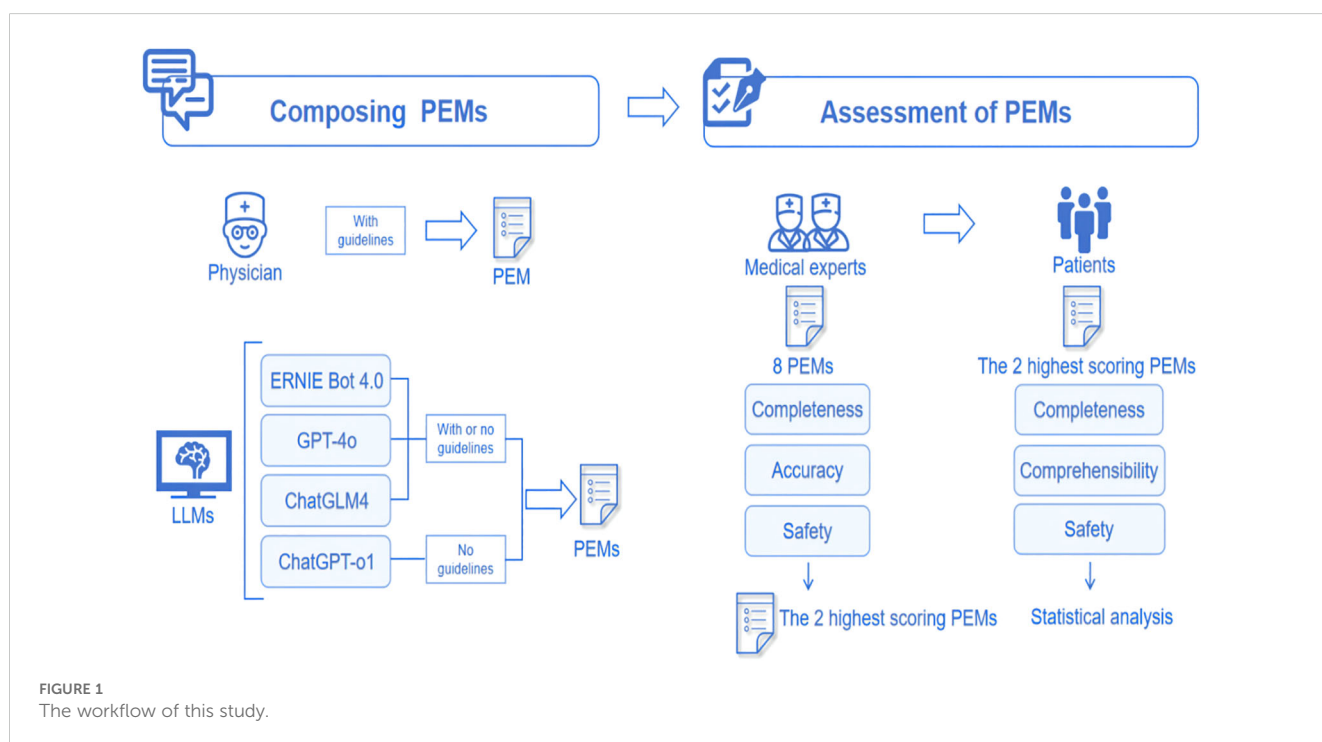 Composing PEMs
Assessment of PEMs
Physician
With
guidelines
PEM
LLMs
ERNIE Bot 4.0
GPT-4o
ChatGLM4
ChatGPT-o1
With or no
guidelines
No
guidelines
PEMs
Medical experts
8 PEMs
Completeness
Accuracy
Safety
The 2 highest scoring PEMs
Patients
The 2 highest scoring PEMs
Completeness
Comprehensibility
Safety
Statistical analysis
FIGURE 1
The workflow of this study.